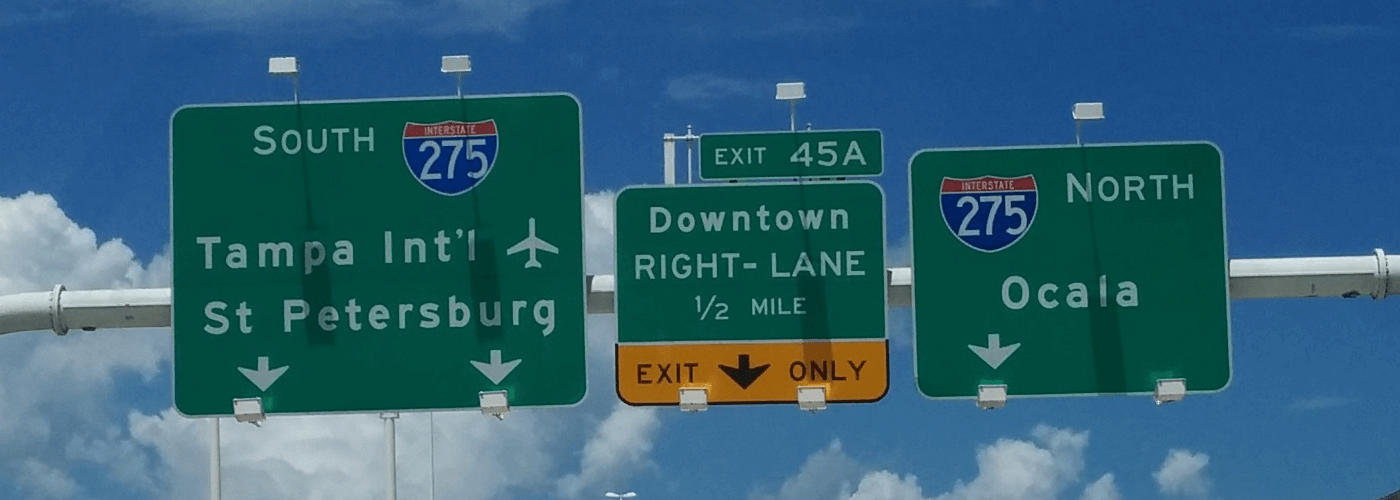 SOUTH
INTERSTATE
275
Tampa Int'l
St Petersburg
EXIT 45A
Downtown
RIGHT-LANE
1/2 MILE
EXIT ONLY
INTERSTATE
275
NORTH
Ocala